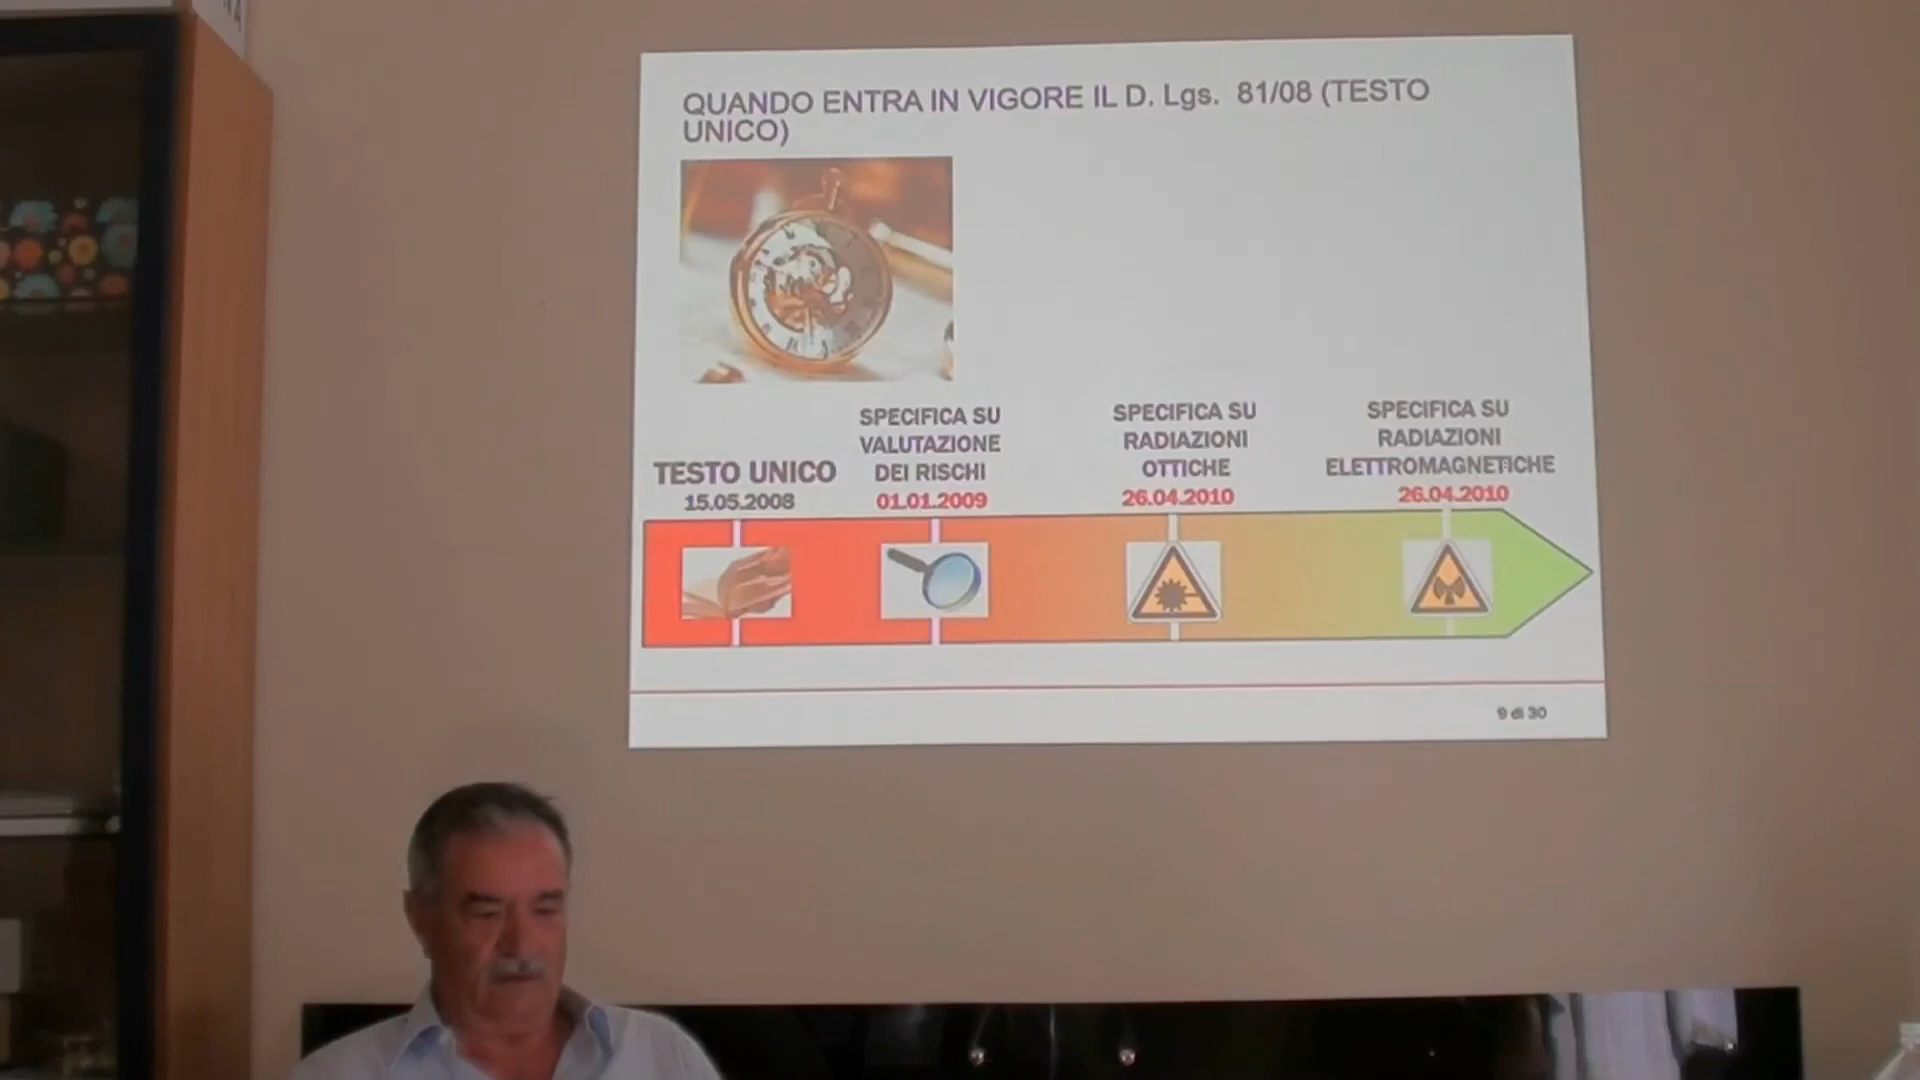 QUANDO ENTRA IN VIGORE IL D. Lgs. 81/08 (TESTO
UNICO)
TESTO UNICO
15.05.2008
SPECIFICA SU
VALUTAZIONE
DEI RISCHI
01.01.2009
SPECIFICA SU
RADIAZIONI
OTTICHE
26.04.2010
SPECIFICA SU
RADIAZIONI
ELETTROMAGNETICHE
26.04.2010
9 di 30